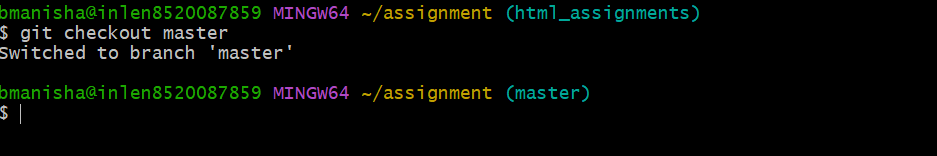 bmanisha@inlen8520087859 MINGW64 ~/assignment (html_assignments)
$ git checkout master
Switched to branch 'master'
bmanisha@inlen8520087859 MINGW64 ~/assignment (master)
$